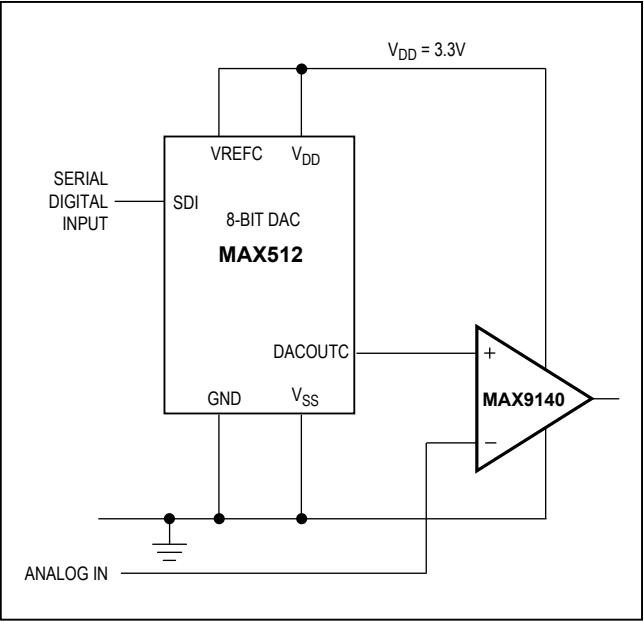 V_DD = 3.3V
VREFC
V_DD
SERIAL
DIGITAL
INPUT
SDI
8-BIT DAC
MAX512
DACOUTC
+
MAX9140
GND
V_SS
−
ANALOG IN